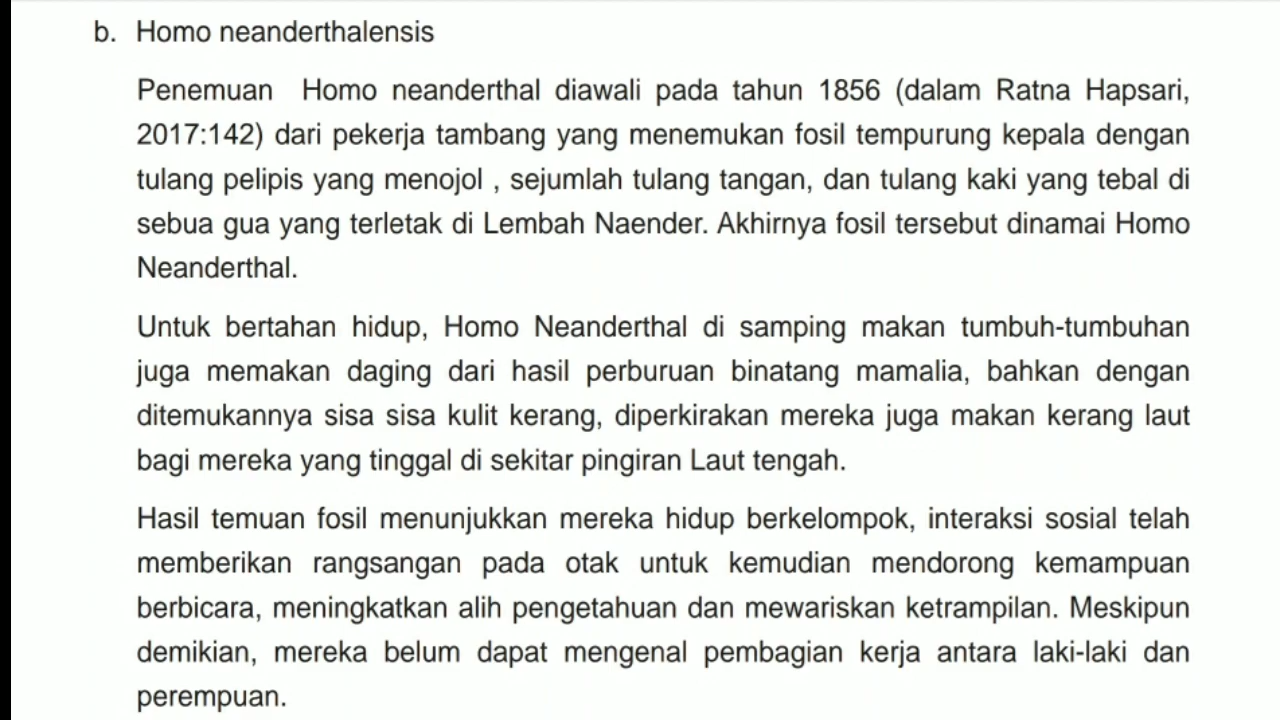 b. Homo neanderthalensis
Penemuan Homo neanderthal diawali pada tahun 1856 (dalam Ratna Hapsari,
2017:142) dari pekerja tambang yang menemukan fosil tempurung kepala dengan
tulang pelipis yang menojol , sejumlah tulang tangan, dan tulang kaki yang tebal di
sebua gua yang terletak di Lembah Naender. Akhirnya fosil tersebut dinamai Homo
Neanderthal.
Untuk bertahan hidup, Homo Neanderthal di samping makan tumbuh-tumbuhan
juga memakan daging dari hasil perburuan binatang mamalia, bahkan dengan
ditemukannya sisa sisa kulit kerang, diperkirakan mereka juga makan kerang laut
bagi mereka yang tinggal di sekitar pingiran Laut tengah.
Hasil temuan fosil menunjukkan mereka hidup berkelompok, interaksi sosial telah
memberikan rangsangan pada otak untuk kemudian mendorong kemampuan
berbicara, meningkatkan alih pengetahuan dan mewariskan ketrampilan. Meskipun
demikian, mereka belum dapat mengenal pembagian kerja antara laki-laki dan
perempuan.